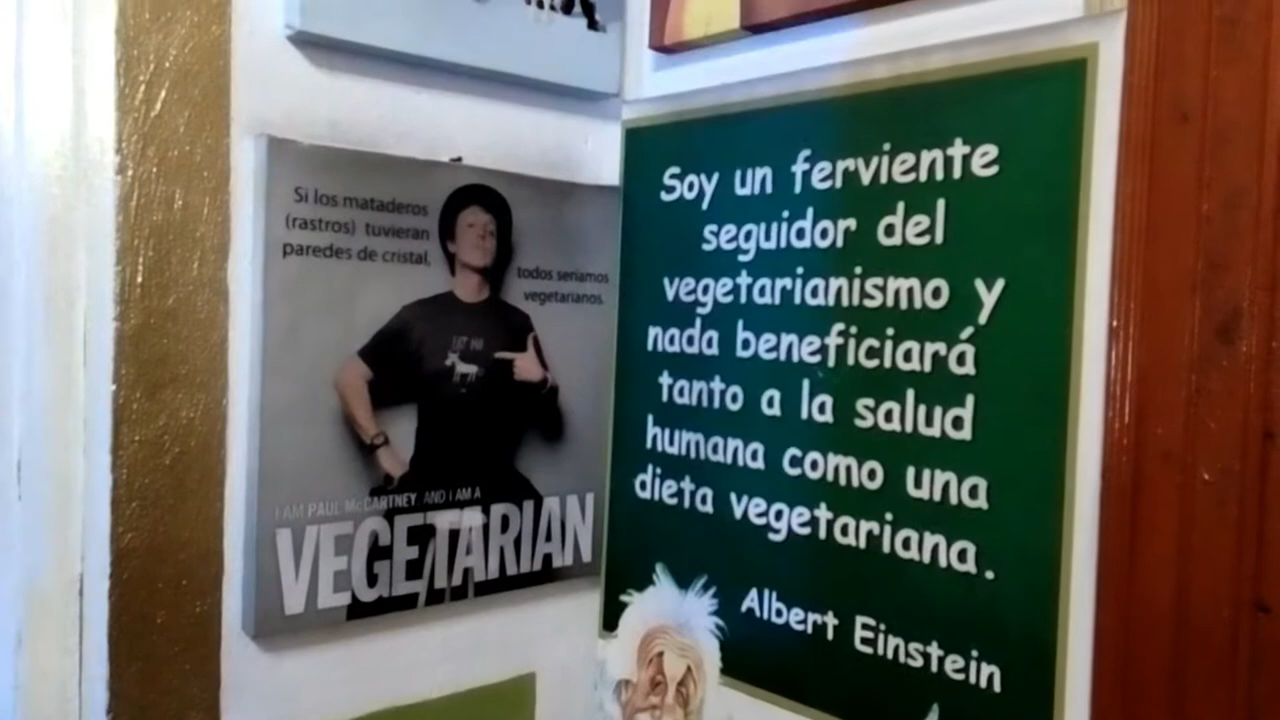 Si los mataderos
(rastros) tuvieran
paredes de cristal,
todos seriamos
vegetarianos
I AM PAUL McCARTNEY AND I AM A
VEGETARIAN
Soy un ferviente
seguidor del
vegetarianismo y
nada beneficiará
tanto a la salud
humana como una
dieta vegetariana.
Albert Einstein